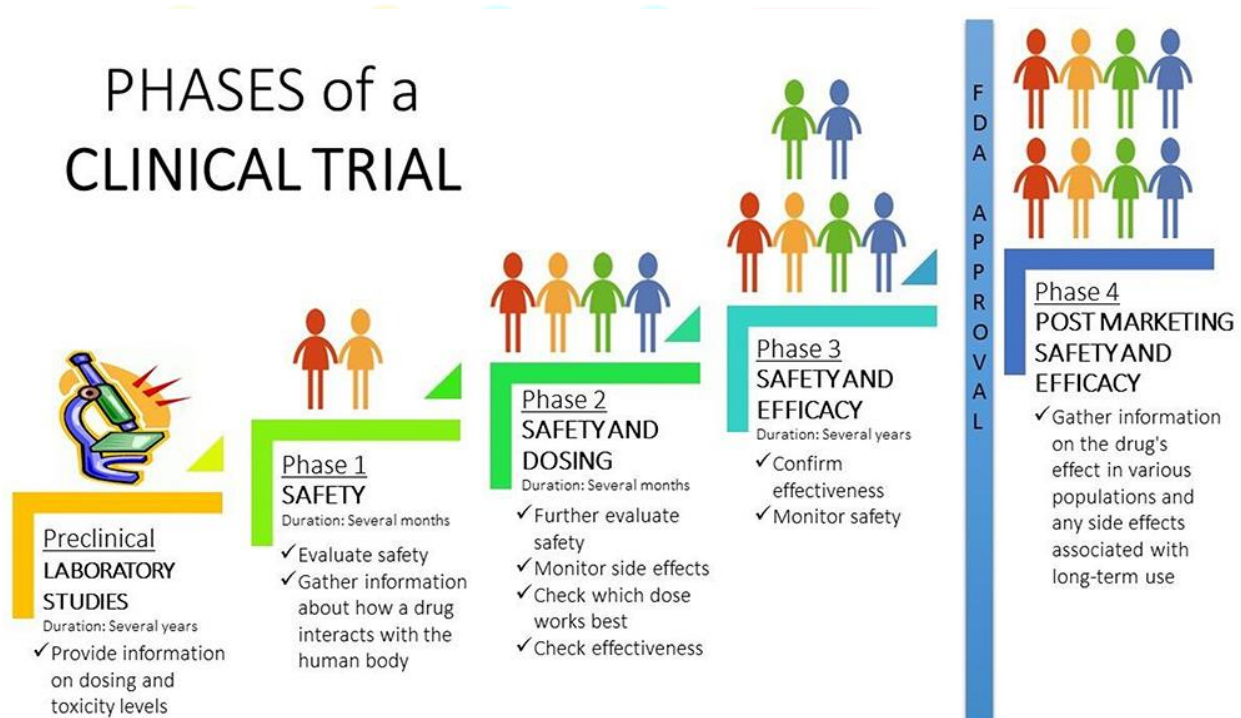 PHASES of a
CLINICAL TRIAL
Preclinical
LABORATORY
STUDIES
Duration: Several years
✓Provide information
on dosing and
toxicity levels
Phase 1
SAFETY
Duration: Several months
✓Evaluate safety
✓Gather information
about how a drug
interacts with the
human body
Phase 2
SAFETY AND
DOSING
Duration: Several months
✓Further evaluate
safety
✓Monitor side effects
✓Check which dose
works best
✓Check effectiveness
Phase 3
SAFETY AND
EFFICACY
Duration: Several years
✓Confirm
effectiveness
✓Monitor safety
FDA APPROVAL
Phase 4
POST MARKETING
SAFETY AND
EFFICACY
✓Gather information
on the drug's
effect in various
populations and
any side effects
associated with
long-term use